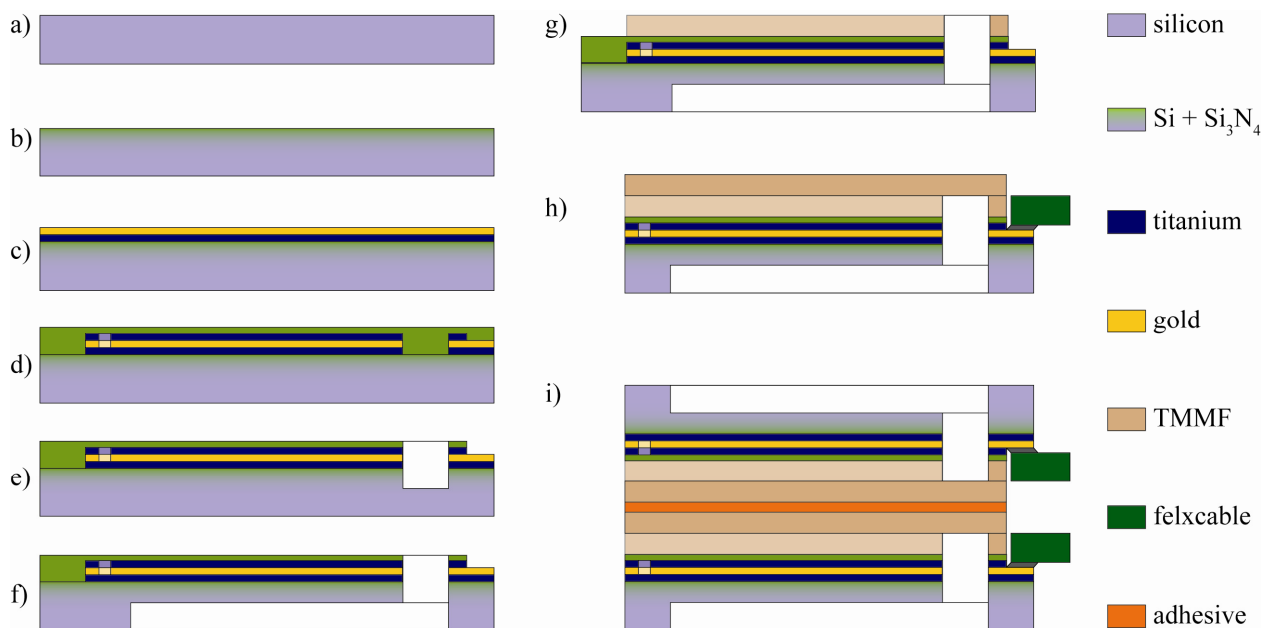 a)
b)
c)
d)
e)
f)
g)
h)
i)
silicon
Si + Si₃N₄
titanium
gold
TMMF
felxcable
adhesive